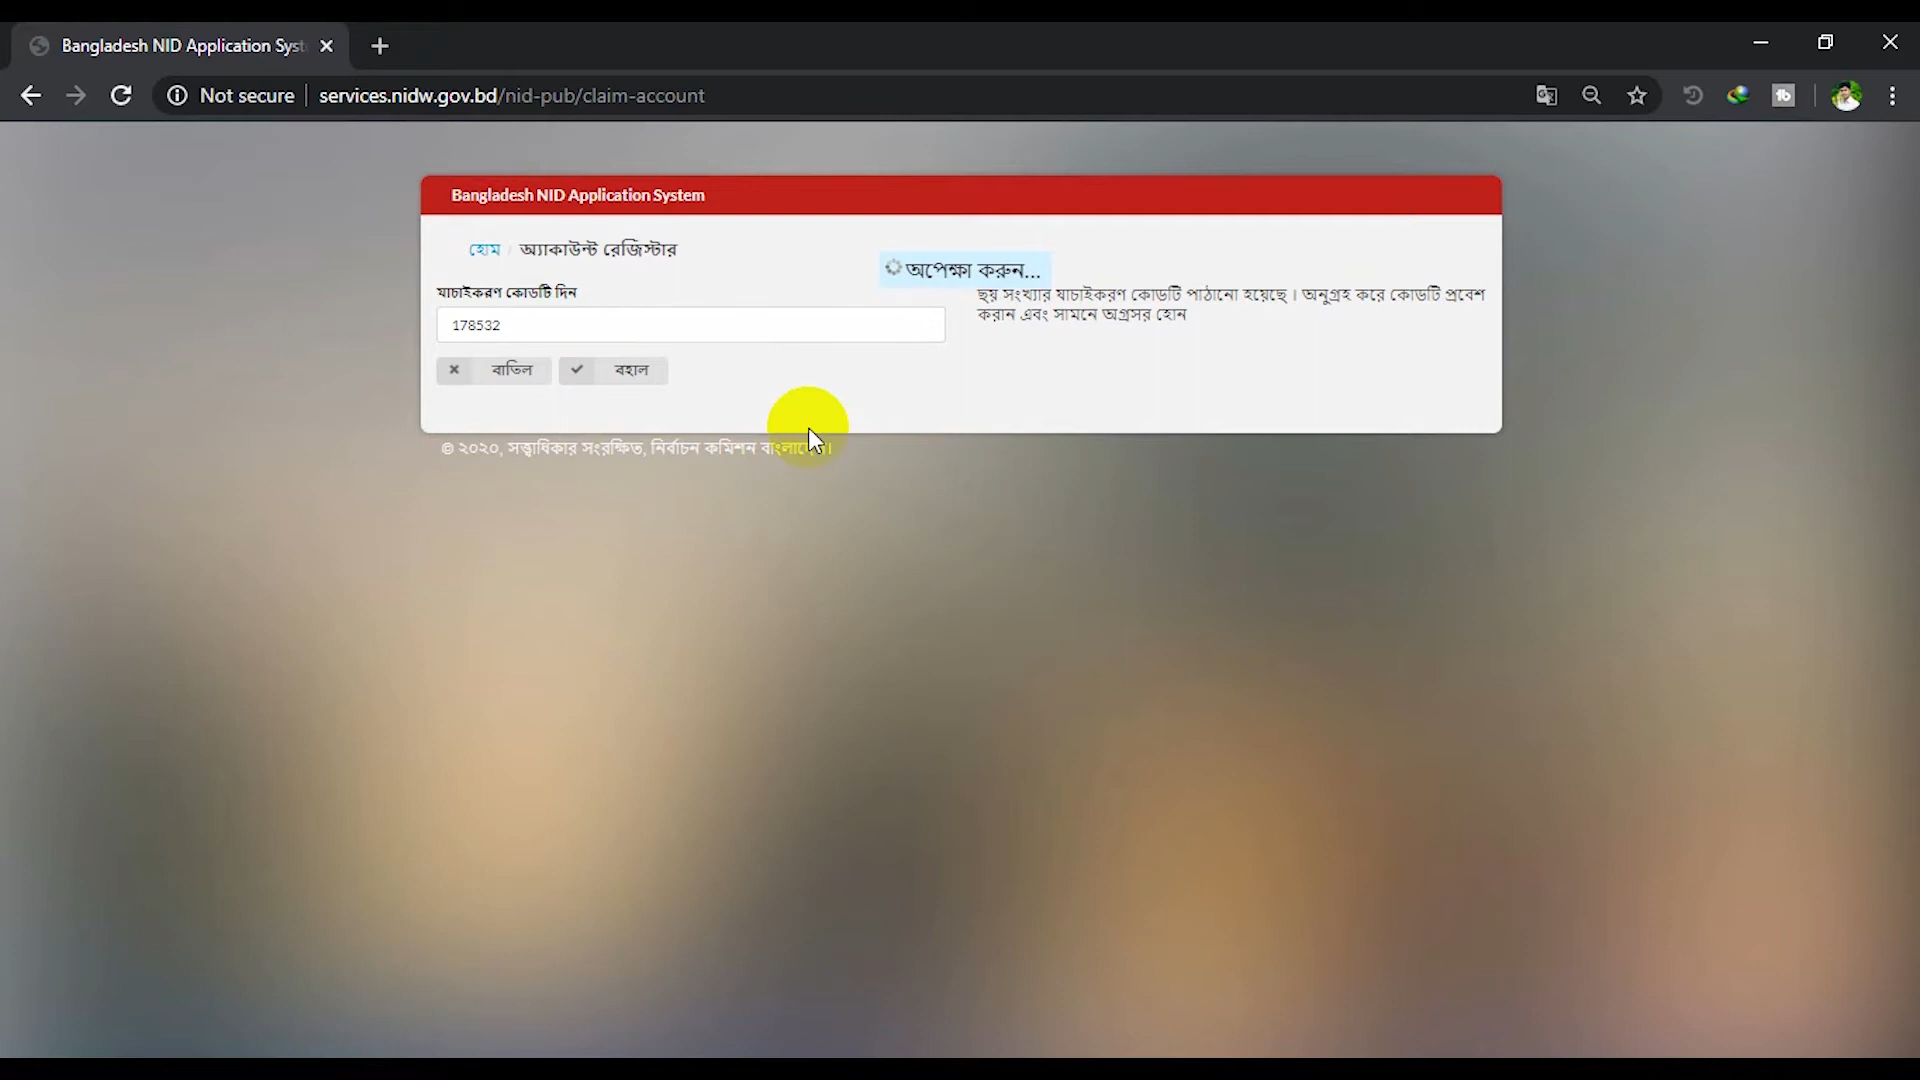 Bangladesh NID Application Syst
Not secure
services.nidw.gov.bd/nid-pub/claim-account
Bangladesh NID Application System
হোম / অ্যাকাউন্ট রেজিস্টার
অপেক্ষা করুন...
যাচাইকরণ কোডটি দিন
ছয় সংখ্যার যাচাইকরণ কোডটি পাঠানো হয়েছে । অনুগ্রহ করে কোডটি প্রবেশ
করান এবং সামনে অগ্রসর হোন
178532
বাতিল
বহাল
© ২০২০, সত্ত্বাধিকার সংরক্ষিত, নির্বাচন কমিশন